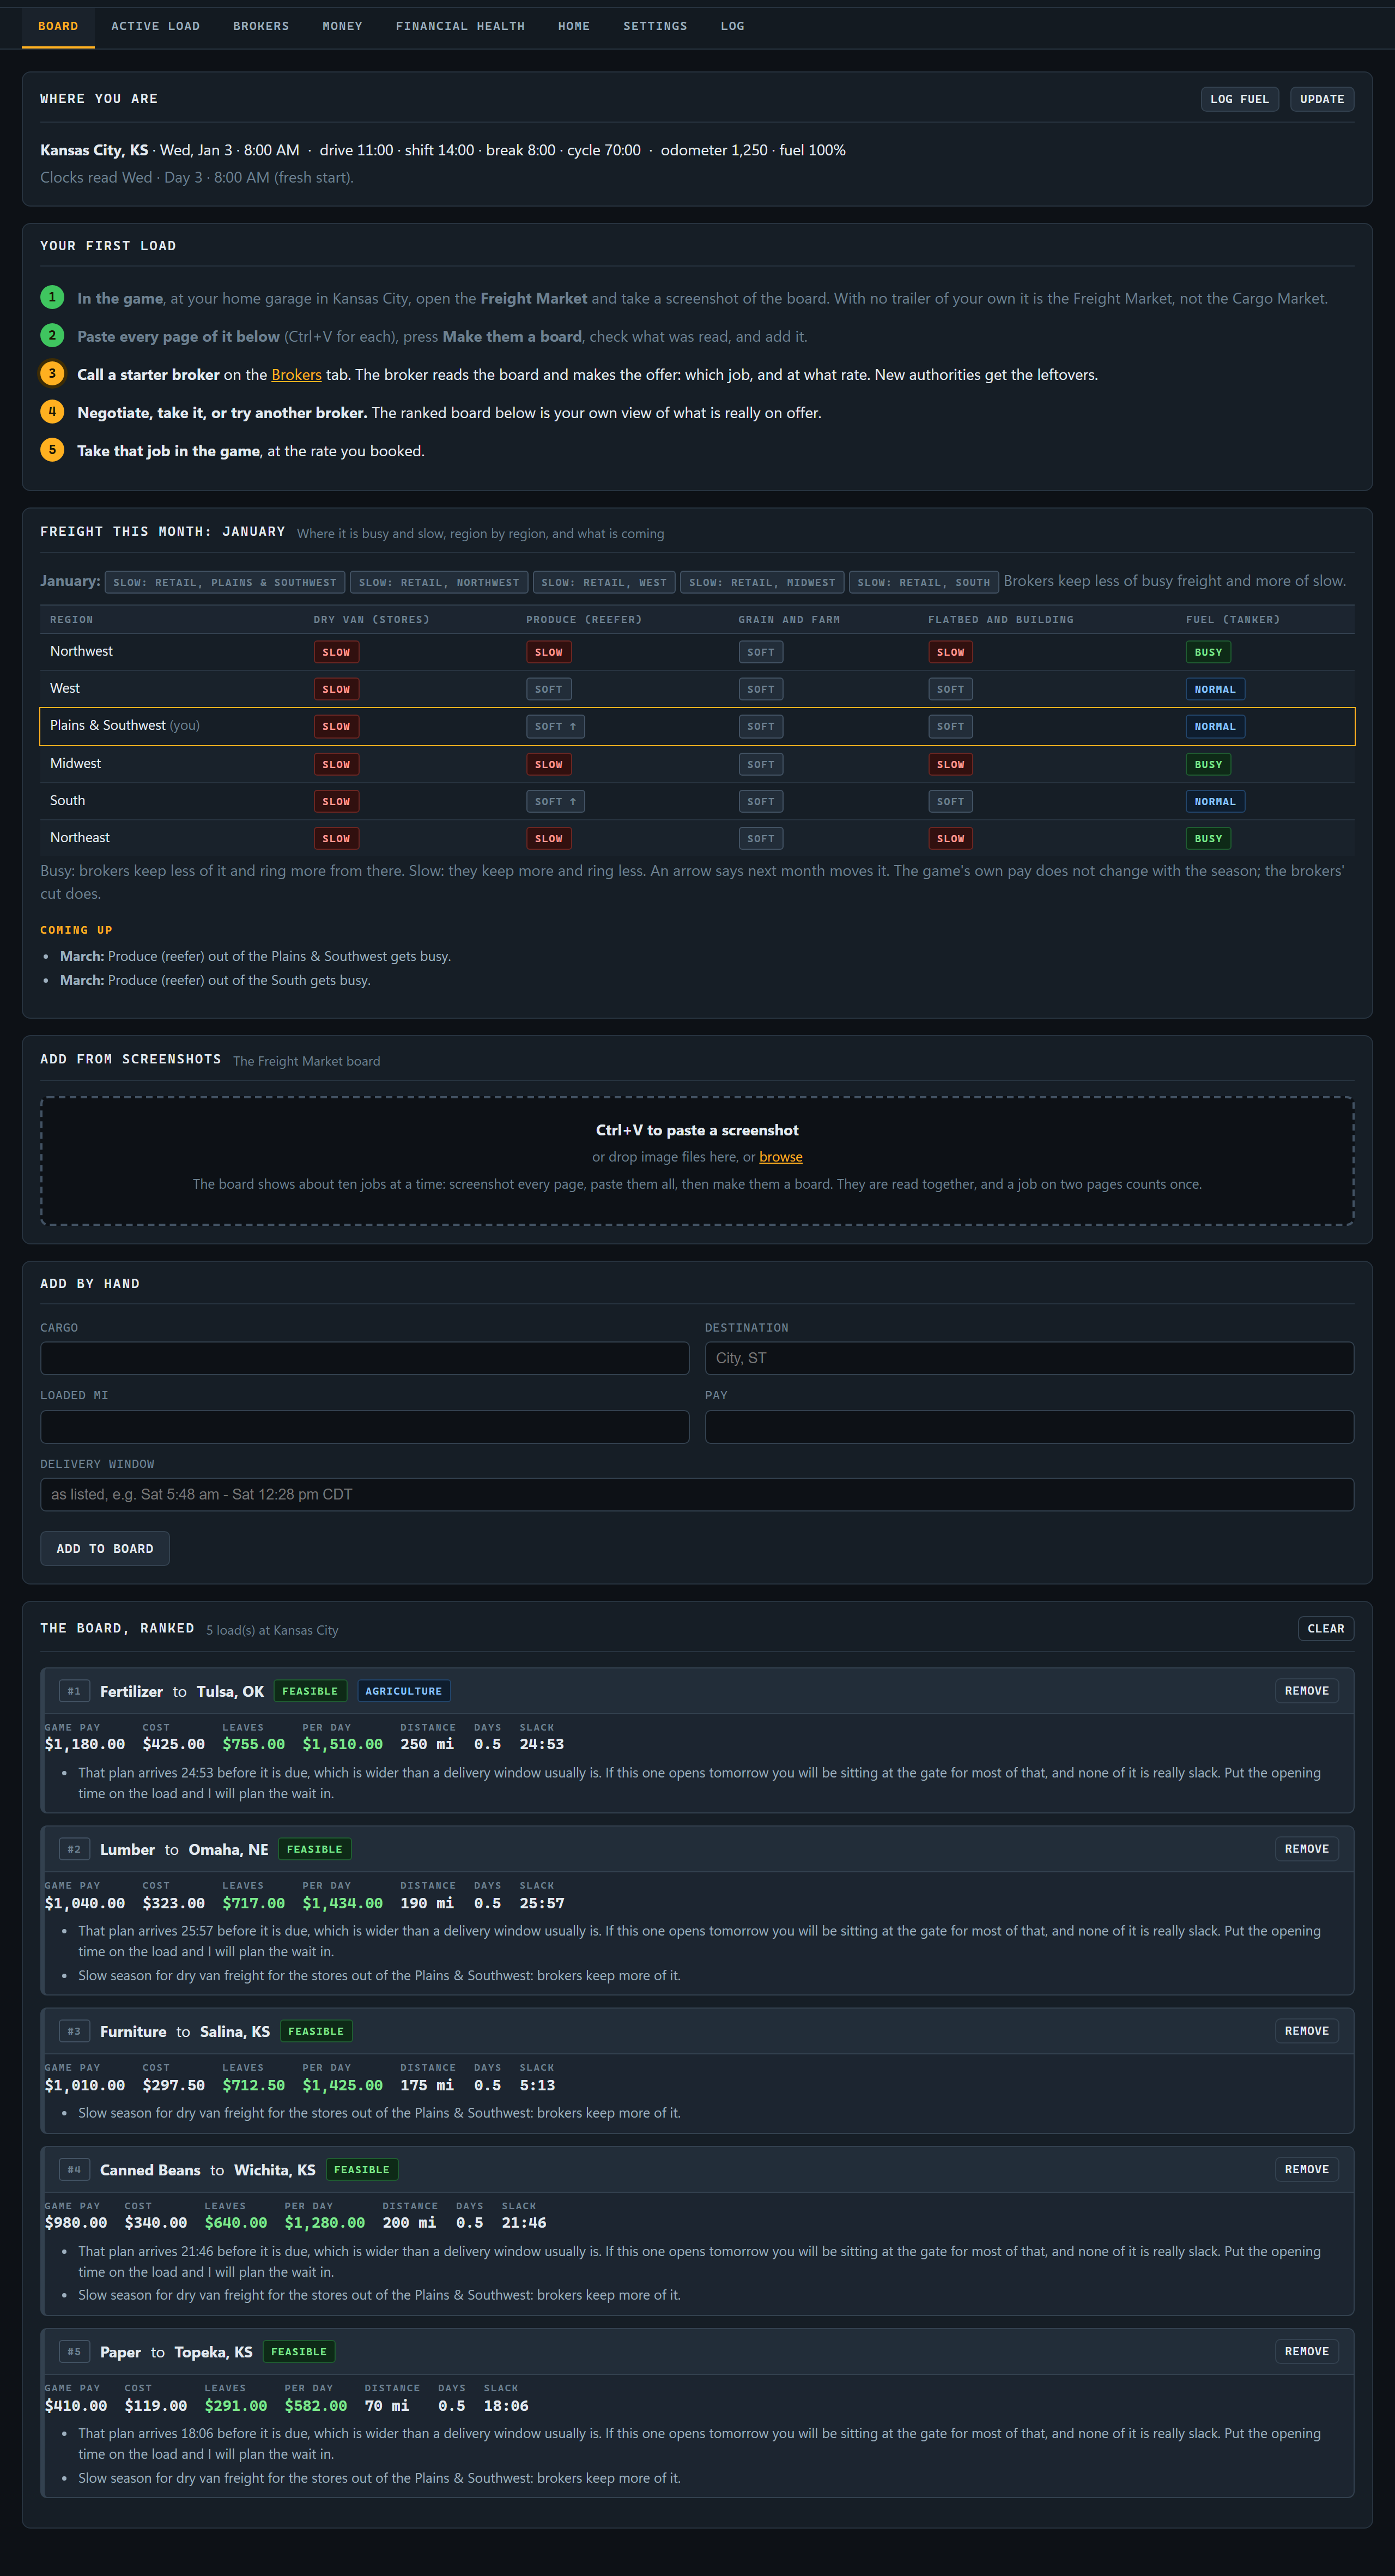 BOARD ACTIVE LOAD BROKERS MONEY FINANCIAL HEALTH HOME SETTINGS LOG
WHERE YOU ARE LOG FUEL UPDATE
Kansas City, KS · Wed, Jan 3 · 8:00 AM · drive 11:00 · shift 14:00 · break 8:00 · cycle 70:00 · odometer 1,250 · fuel 100%
Clocks read Wed · Day 3 · 8:00 AM (fresh start).
YOUR FIRST LOAD
1 In the game, at your home garage in Kansas City, open the Freight Market and take a screenshot of the board. With no trailer of your own it is the Freight Market, not the Cargo Market.
2 Paste every page of it below (Ctrl+V for each), press Make them a board, check what was read, and add it.
3 Call a starter broker on the Brokers tab. The broker reads the board and makes the offer: which job, and at what rate. New authorities get the leftovers.
4 Negotiate, take it, or try another broker. The ranked board below is your own view of what is really on offer.
5 Take that job in the game, at the rate you booked.
FREIGHT THIS MONTH: JANUARY Where it is busy and slow, region by region, and what is coming
January: SLOW: RETAIL, PLAINS & SOUTHWEST SLOW: RETAIL, NORTHWEST SLOW: RETAIL, WEST SLOW: RETAIL, MIDWEST SLOW: RETAIL, SOUTH Brokers keep less of busy freight and more of slow.
REGION DRY VAN (STORES) PRODUCE (REEFER) GRAIN AND FARM FLATBED AND BUILDING FUEL (TANKER)
Northwest SLOW SLOW SOFT SLOW BUSY
West SLOW SOFT SOFT SOFT NORMAL
Plains & Southwest (you) SLOW SOFT ↑ SOFT SOFT NORMAL
Midwest SLOW SLOW SOFT SLOW BUSY
South SLOW SOFT ↑ SOFT SOFT NORMAL
Northeast SLOW SLOW SOFT SLOW BUSY
Busy: brokers keep less of it and ring more from there. Slow: they keep more and ring less. An arrow says next month moves it. The game's own pay does not change with the season; the brokers'
cut does.
COMING UP
• March: Produce (reefer) out of the Plains & Southwest gets busy.
• March: Produce (reefer) out of the South gets busy.
ADD FROM SCREENSHOTS The Freight Market board
Ctrl+V to paste a screenshot
or drop image files here, or browse
The board shows about ten jobs at a time: screenshot every page, paste them all, then make them a board. They are read together, and a job on two pages counts once.
ADD BY HAND
CARGO DESTINATION
City, ST
LOADED MI PAY
DELIVERY WINDOW
as listed, e.g. Sat 5:48 am - Sat 12:28 pm CDT
ADD TO BOARD
THE BOARD, RANKED 5 load(s) at Kansas City CLEAR
#1 Fertilizer to Tulsa, OK FEASIBLE AGRICULTURE REMOVE
GAME PAY COST LEAVES PER DAY DISTANCE DAYS SLACK
$1,180.00 $425.00 $755.00 $1,510.00 250 mi 0.5 24:53
• That plan arrives 24:53 before it is due, which is wider than a delivery window usually is. If this one opens tomorrow you will be sitting at the gate for most of that, and none of it is really slack. Put the opening
time on the load and I will plan the wait in.
#2 Lumber to Omaha, NE FEASIBLE REMOVE
GAME PAY COST LEAVES PER DAY DISTANCE DAYS SLACK
$1,040.00 $323.00 $717.00 $1,434.00 190 mi 0.5 25:57
• That plan arrives 25:57 before it is due, which is wider than a delivery window usually is. If this one opens tomorrow you will be sitting at the gate for most of that, and none of it is really slack. Put the opening
time on the load and I will plan the wait in.
• Slow season for dry van freight for the stores out of the Plains & Southwest: brokers keep more of it.
#3 Furniture to Salina, KS FEASIBLE REMOVE
GAME PAY COST LEAVES PER DAY DISTANCE DAYS SLACK
$1,010.00 $297.50 $712.50 $1,425.00 175 mi 0.5 5:13
• Slow season for dry van freight for the stores out of the Plains & Southwest: brokers keep more of it.
#4 Canned Beans to Wichita, KS FEASIBLE REMOVE
GAME PAY COST LEAVES PER DAY DISTANCE DAYS SLACK
$980.00 $340.00 $640.00 $1,280.00 200 mi 0.5 21:46
• That plan arrives 21:46 before it is due, which is wider than a delivery window usually is. If this one opens tomorrow you will be sitting at the gate for most of that, and none of it is really slack. Put the opening
time on the load and I will plan the wait in.
• Slow season for dry van freight for the stores out of the Plains & Southwest: brokers keep more of it.
#5 Paper to Topeka, KS FEASIBLE REMOVE
GAME PAY COST LEAVES PER DAY DISTANCE DAYS SLACK
$410.00 $119.00 $291.00 $582.00 70 mi 0.5 18:06
• That plan arrives 18:06 before it is due, which is wider than a delivery window usually is. If this one opens tomorrow you will be sitting at the gate for most of that, and none of it is really slack. Put the opening
time on the load and I will plan the wait in.
• Slow season for dry van freight for the stores out of the Plains & Southwest: brokers keep more of it.